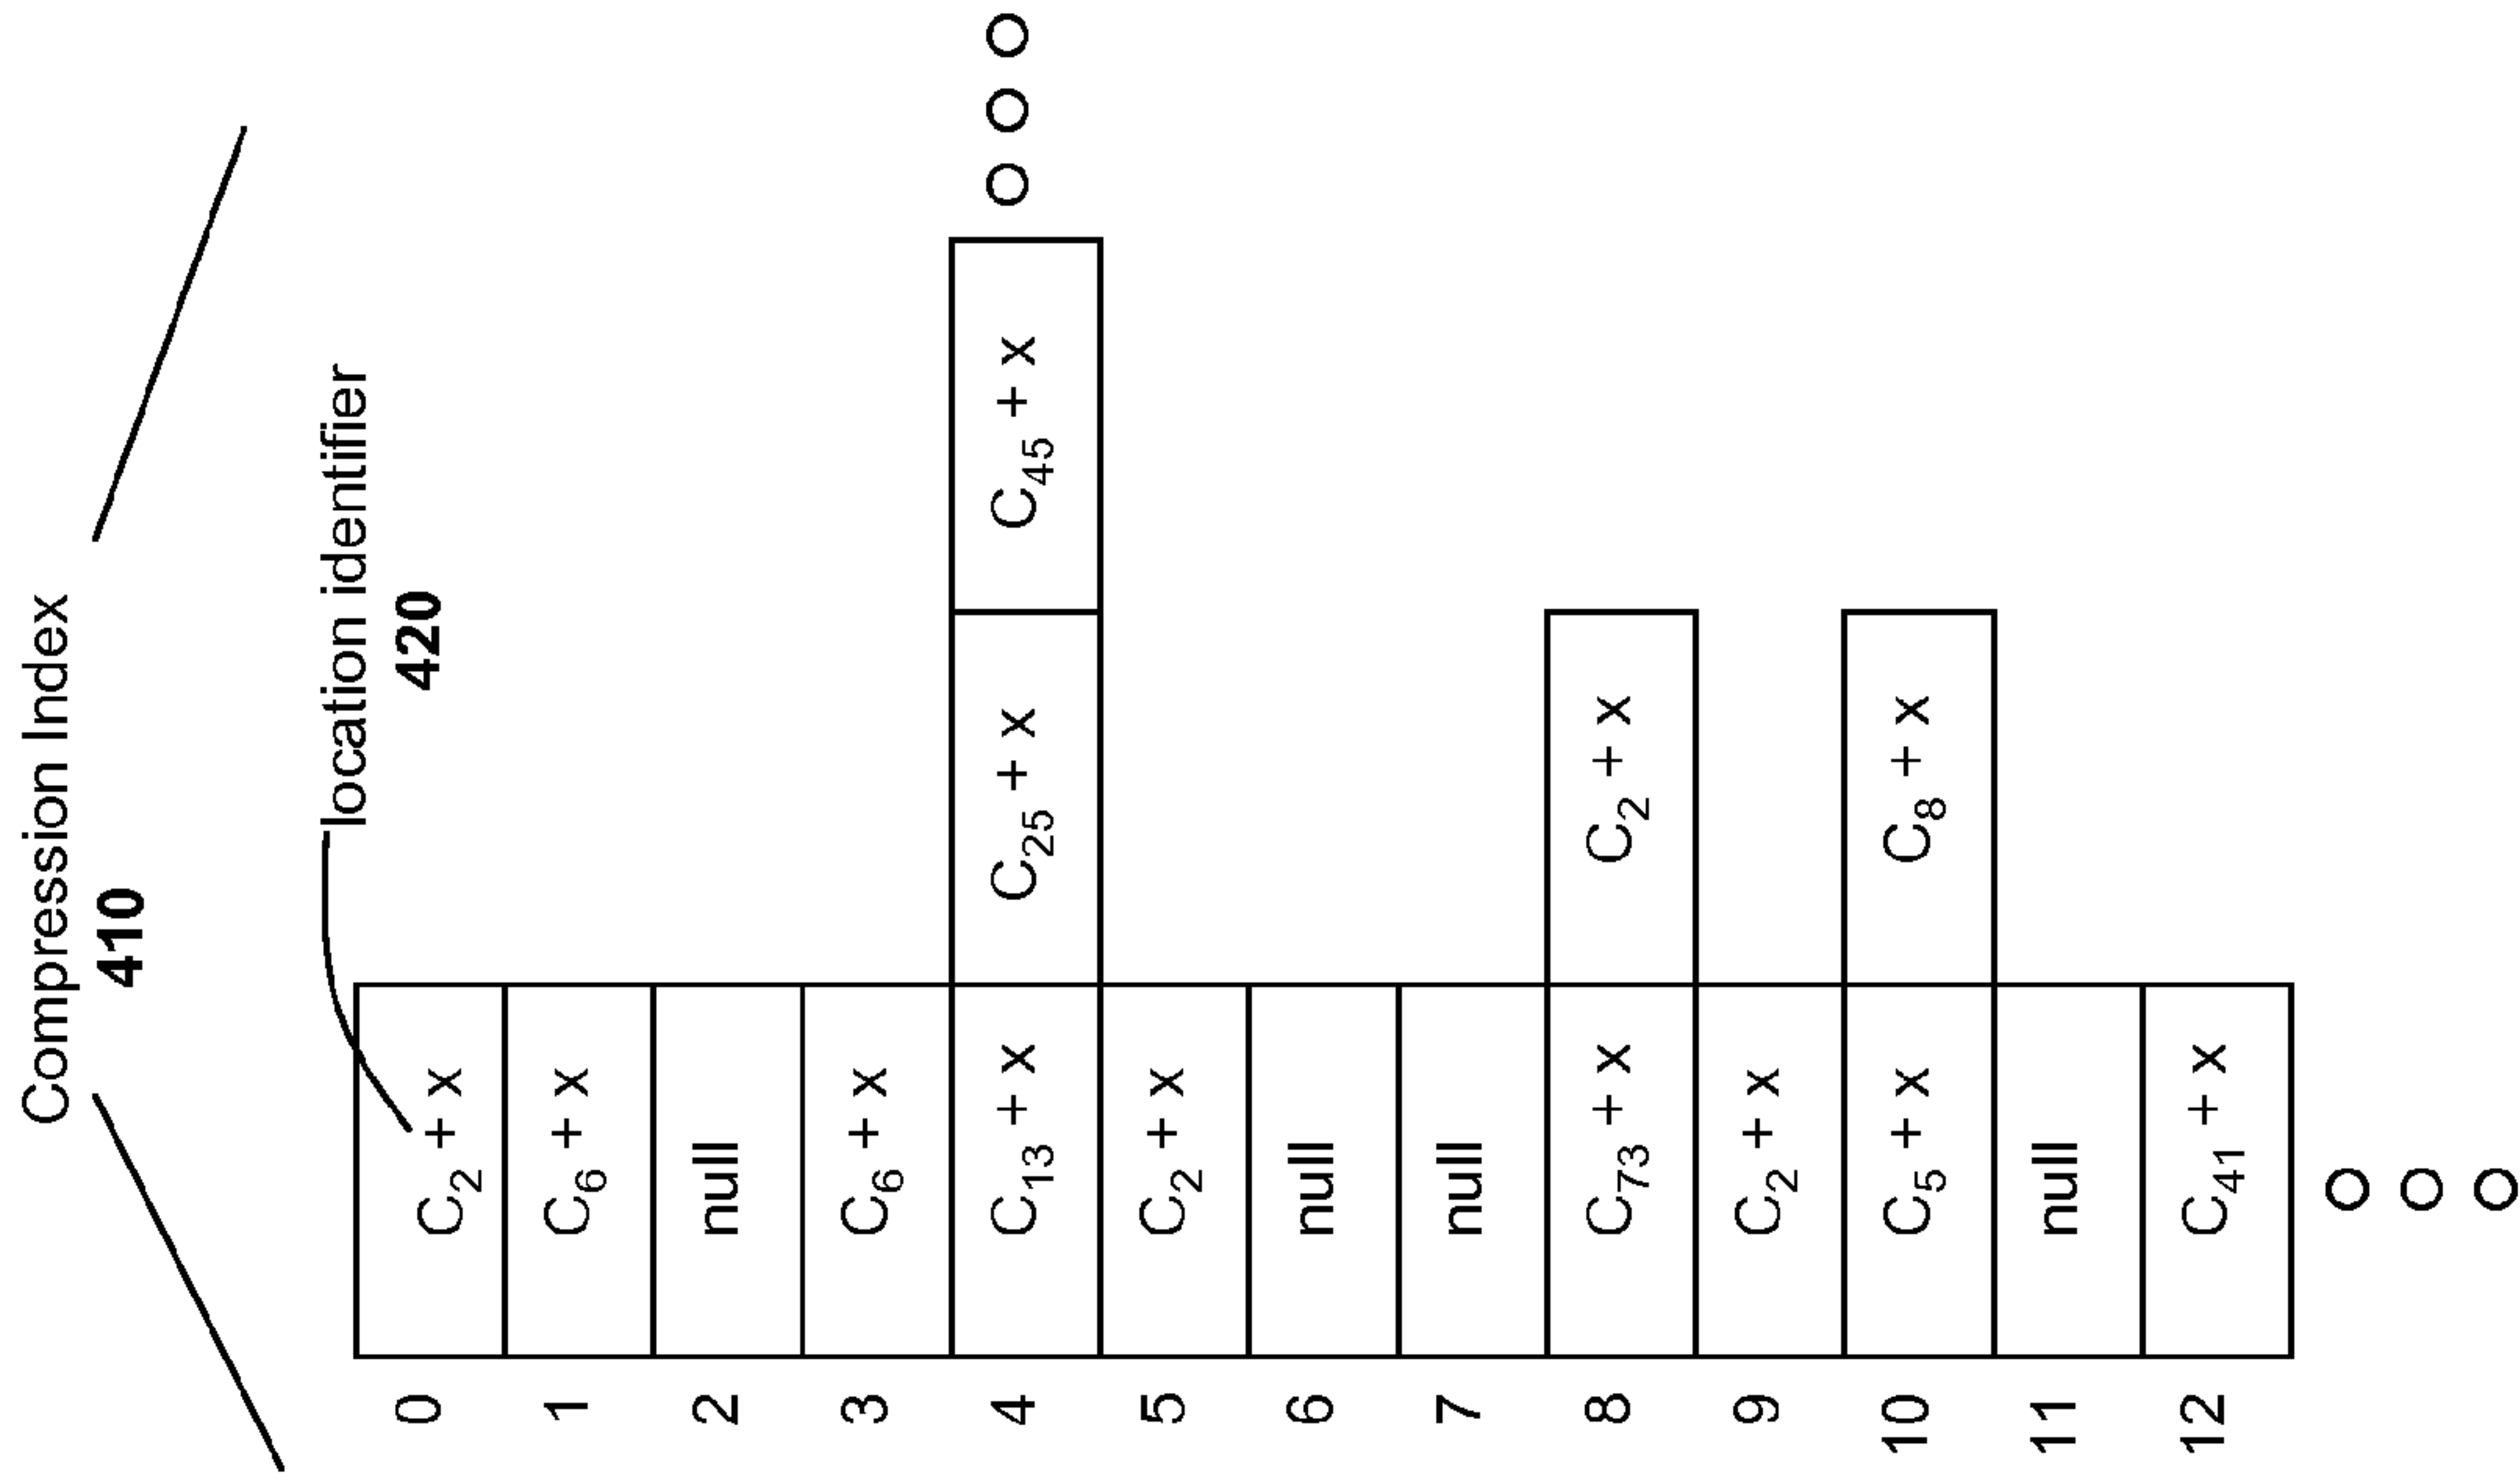 Compression Index
410
location identifier
420
0 C₂ + x
1 C₆ + x
2 null
3 C₆ + x
4 C₁₃ + x C₂₅ + x C₄₅ + x
5 C₂ + x
6 null
7 null
8 C₇₃ + x C₂ + x
9 C₂ + x
10 C₅ + x C₈ + x
11 null
12 C₄₁ + x